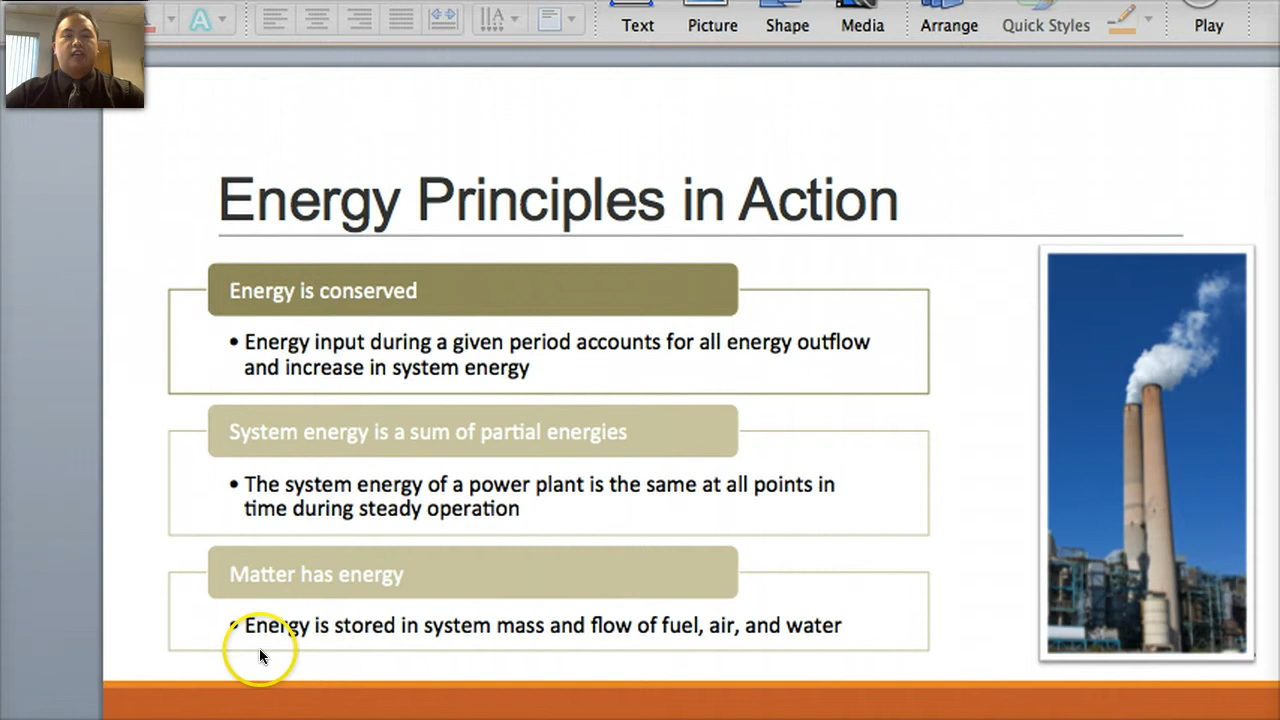 Text Picture Shape Media Arrange Quick Styles Play
Energy Principles in Action
Energy is conserved
• Energy input during a given period accounts for all energy outflow
and increase in system energy
System energy is a sum of partial energies
• The system energy of a power plant is the same at all points in
time during steady operation
Matter has energy
• Energy is stored in system mass and flow of fuel, air, and water